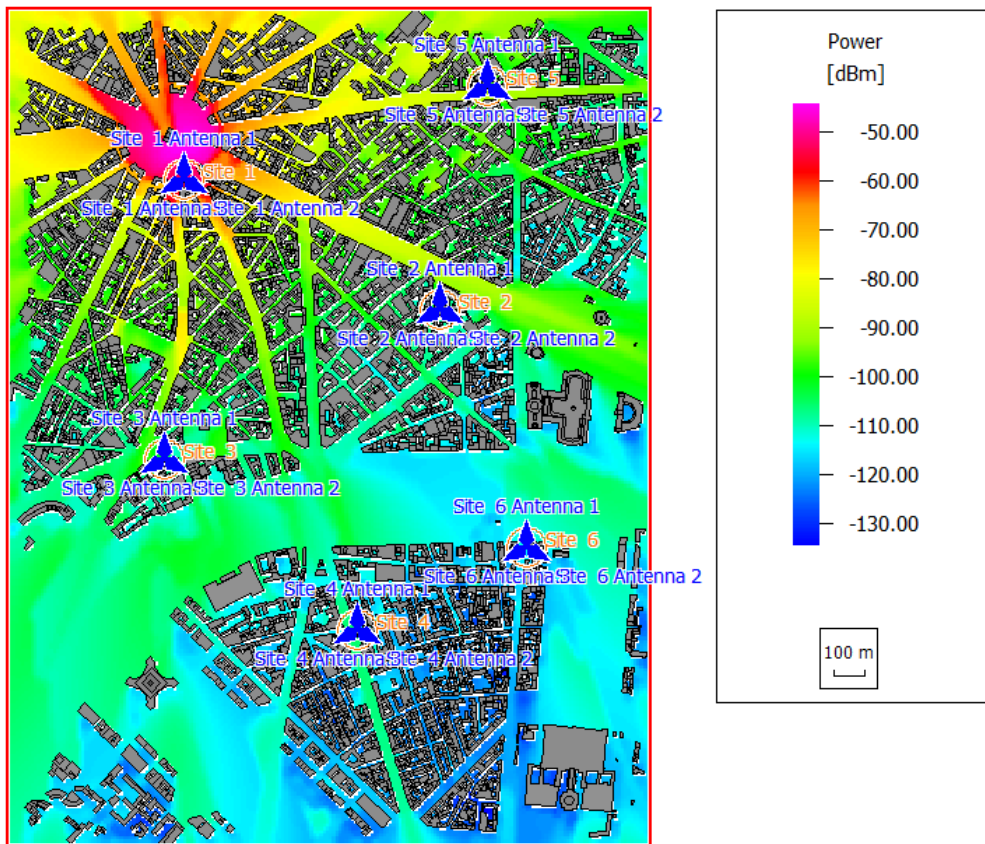 Site 5 Antenna 1
Site 5
Site 5 Antenna 3
Site 5 Antenna 2
Site 1 Antenna 1
Site 1
Site 1 Antenna 3
Site 1 Antenna 2
Site 2 Antenna 1
Site 2
Site 2 Antenna 3
Site 2 Antenna 2
Site 3 Antenna 1
Site 3
Site 3 Antenna 3
Site 3 Antenna 2
Site 6 Antenna 1
Site 6
Site 6 Antenna 3
Site 6 Antenna 2
Site 4 Antenna 1
Site 4
Site 4 Antenna 3
Site 4 Antenna 2
Power
[dBm]
-50.00
-60.00
-70.00
-80.00
-90.00
-100.00
-110.00
-120.00
-130.00
100 m